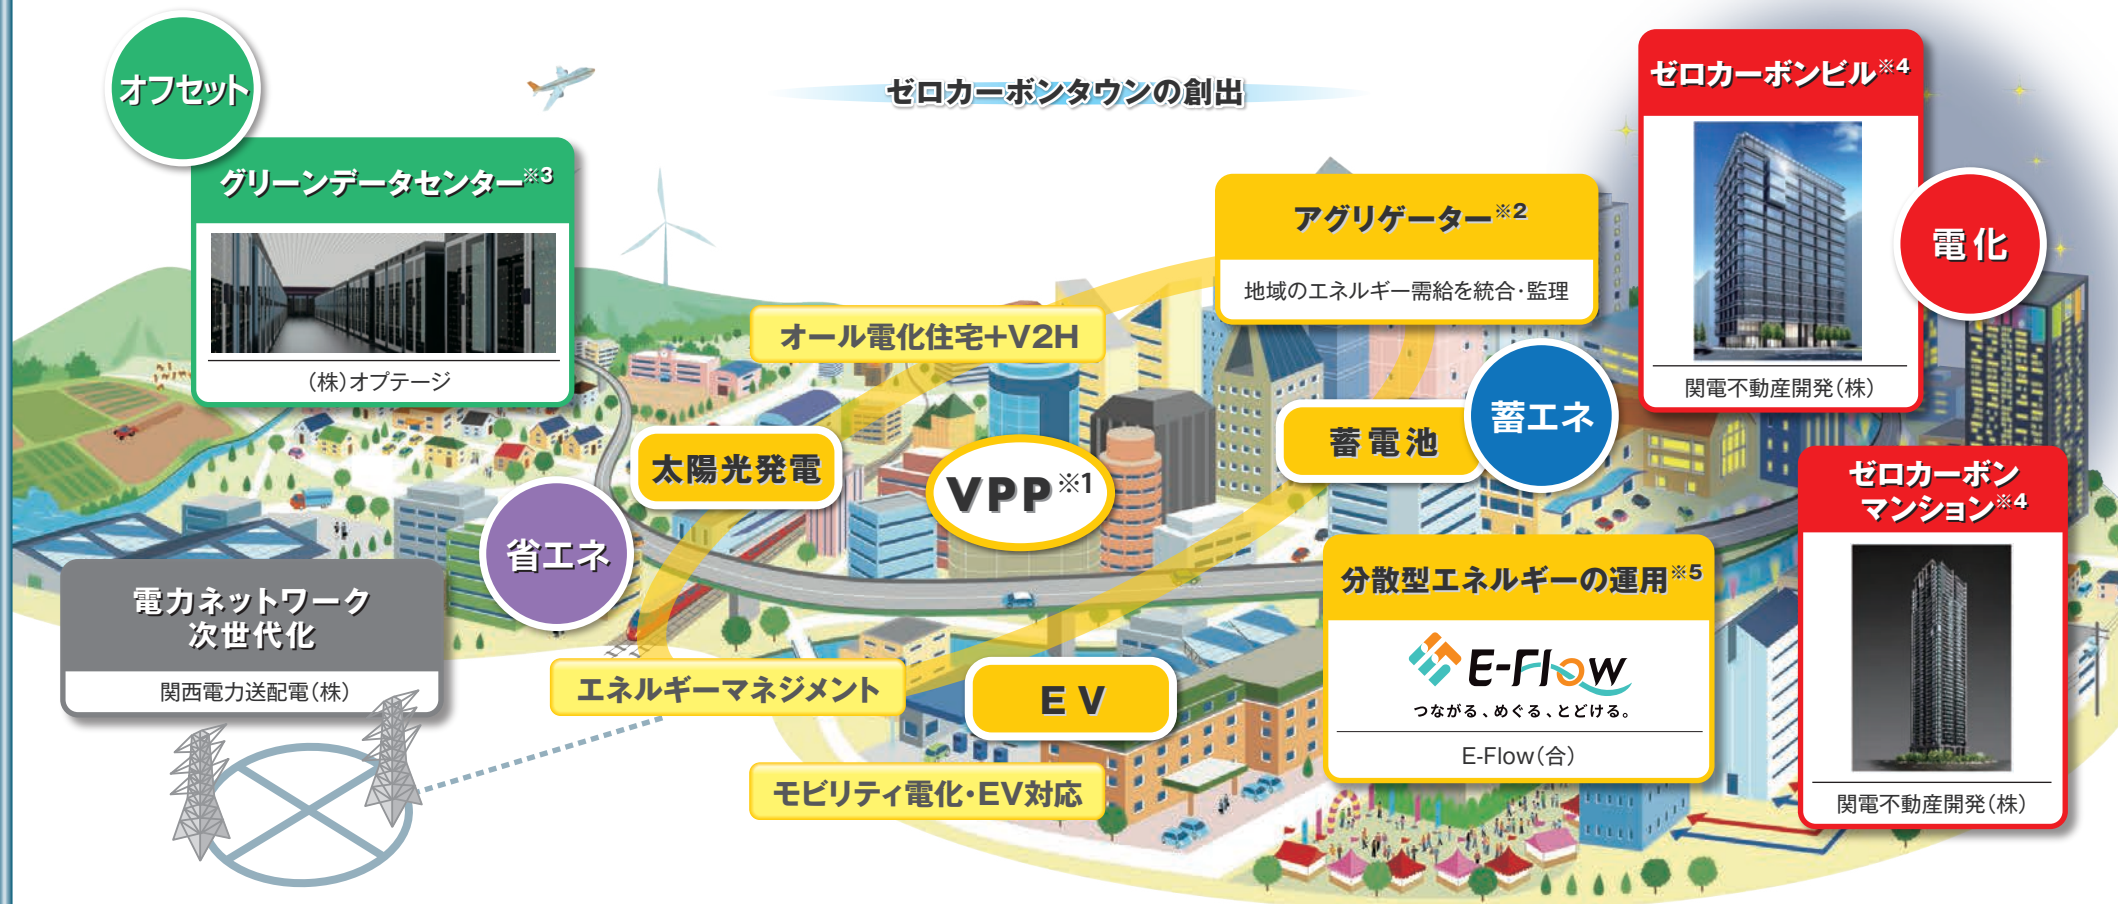 オフセット
ゼロカーボンタウンの創出
ゼロカーボンビル※4
グリーンデータセンター※3
アグリゲーター※2
電化
地域のエネルギー需給を統合・監理
オール電化住宅+V2H
(株)オプテージ
関電不動産開発(株)
蓄エネ
蓄電池
太陽光発電
VPP※1
ゼロカーボン
マンション※4
省エネ
分散型エネルギーの運用※5
電力ネットワーク
次世代化
E-Flow
つながる、めぐる、とどける。
関西電力送配電(株)
エネルギーマネジメント
EV
E-Flow(合)
モビリティ電化・EV対応
関電不動産開発(株)